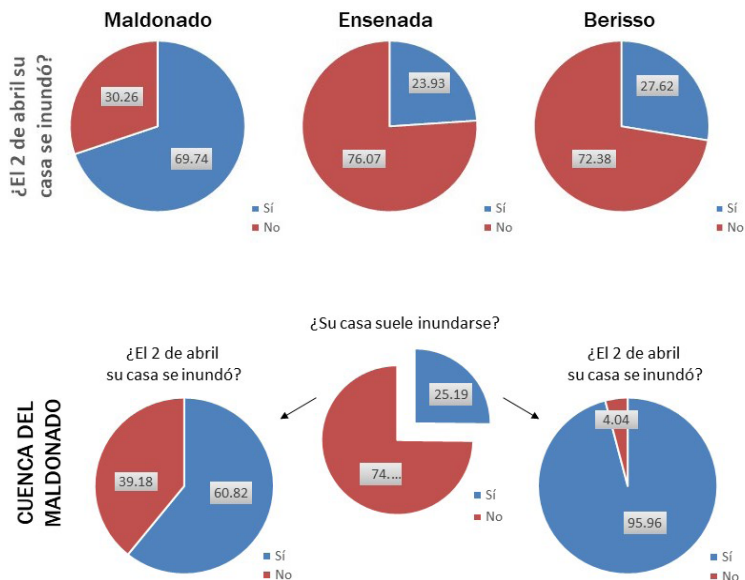 Maldonado
Ensenada
Berisso
¿El 2 de abril su
casa se inundó?
30.26
69.74
Sí
No
23.93
76.07
Sí
No
27.62
72.38
Sí
No
¿Su casa suele inundarse?
¿El 2 de abril
su casa se inundó?
¿El 2 de abril
su casa se inundó?
CUENCA DEL
MALDONADO
39.18
60.82
Sí
No
25.19
74....
Sí
No
4.04
95.96
Sí
No